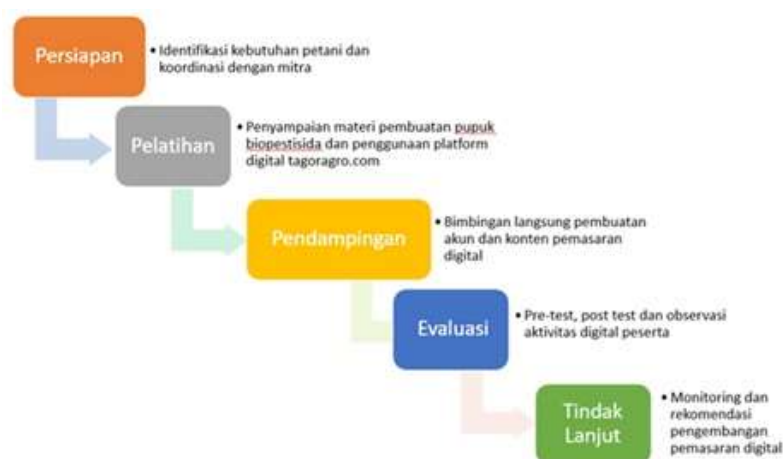 Persiapan
• Identifikasi kebutuhan petani dan
koordinasi dengan mitra
Pelatihan
• Penyampaian materi pembuatan pupuk
biopestisida dan penggunaan platform
digital tagoragro.com
Pendampingan
• Bimbingan langsung pembuatan
akun dan konten pemasaran
digital
Evaluasi
• Pre-test, post test dan observasi
aktivitas digital peserta
Tindak
Lanjut
• Monitoring dan
rekomendasi
pengembangan
pemasaran digital